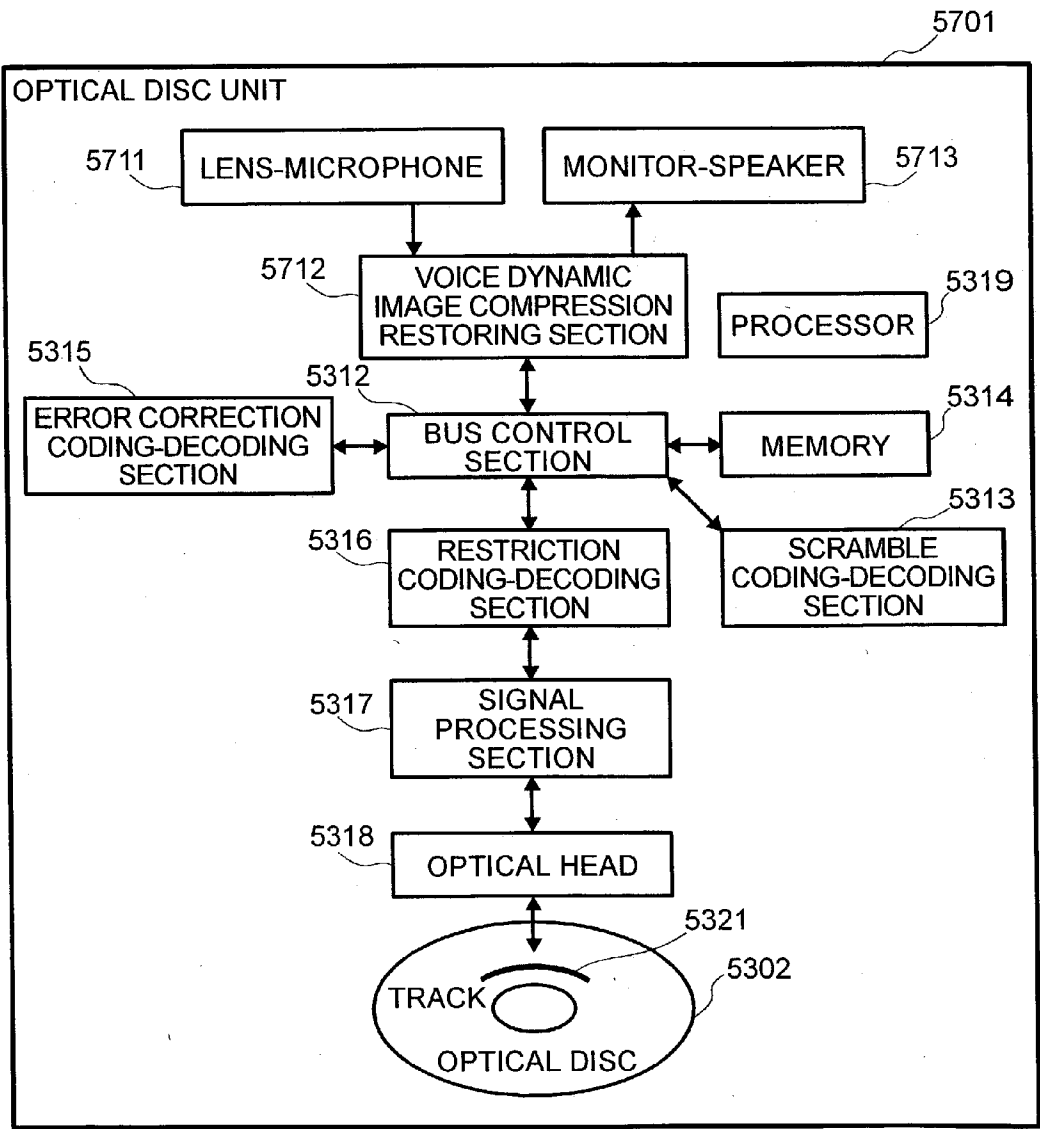 5701
OPTICAL DISC UNIT
5711
LENS-MICROPHONE
MONITOR-SPEAKER
5713
5712
VOICE DYNAMIC
IMAGE COMPRESSION
RESTORING SECTION
5319
PROCESSOR
5315
ERROR CORRECTION
CODING-DECODING
SECTION
5312
BUS CONTROL
SECTION
5314
MEMORY
5316
RESTRICTION
CODING-DECODING
SECTION
5313
SCRAMBLE
CODING-DECODING
SECTION
5317
SIGNAL
PROCESSING
SECTION
5318
OPTICAL HEAD
5321
5302
TRACK
OPTICAL DISC